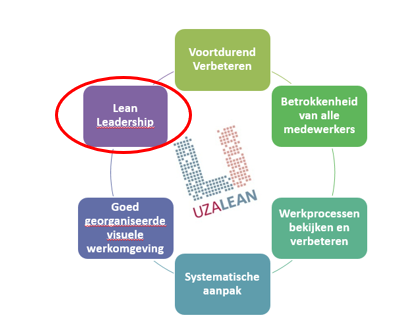 Voortdurend
Verbeteren
Betrokkenheid
van alle
medewerkers
Werkprocessen
bekijken en
verbeteren
Systematische
aanpak
Goed
georganiseerde
visuele
werkomgeving
Lean
Leadership
UZALEAN